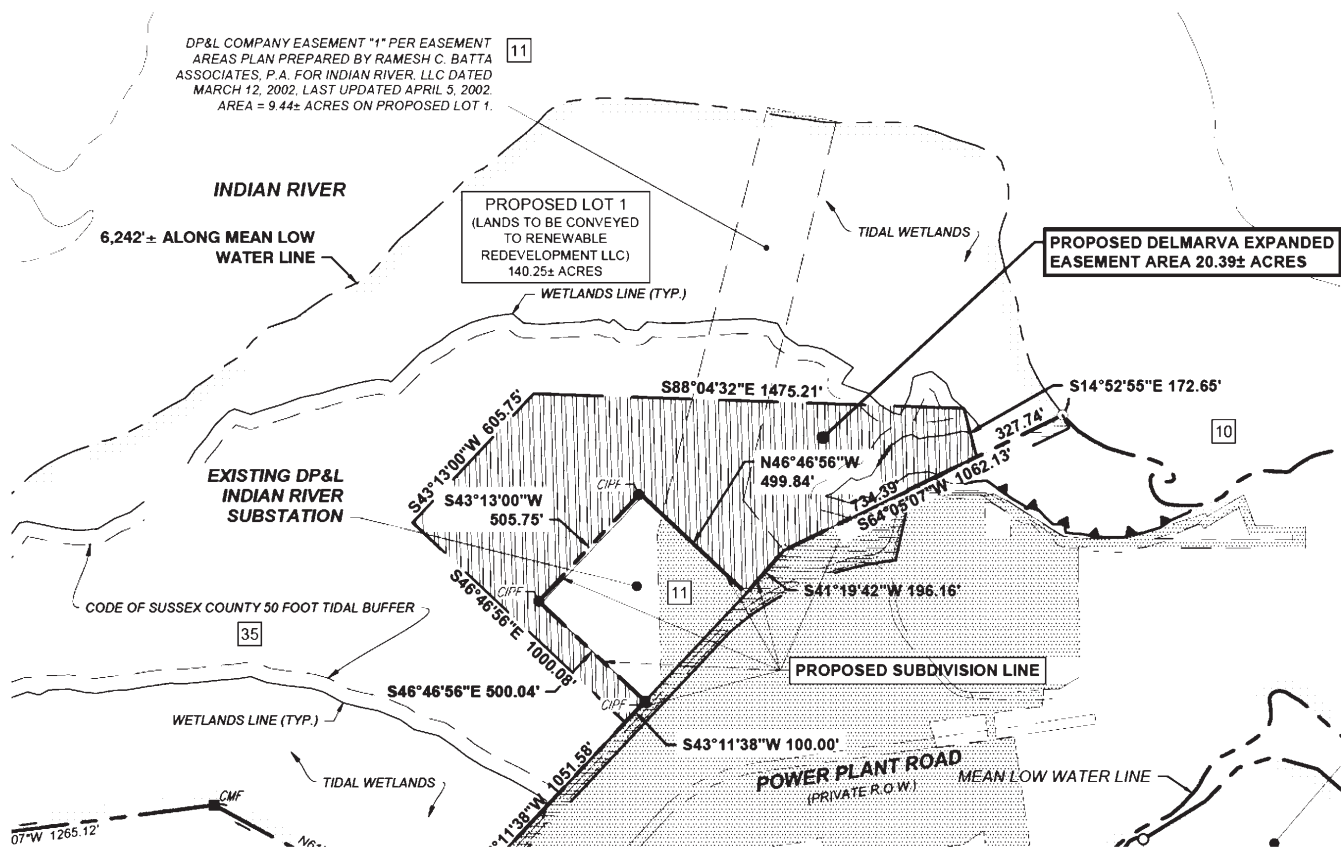 DP&L COMPANY EASEMENT "1" PER EASEMENT
AREAS PLAN PREPARED BY RAMESH C. BATTA
ASSOCIATES, P.A. FOR INDIAN RIVER, LLC DATED
MARCH 12, 2002, LAST UPDATED APRIL 5, 2002.
AREA = 9.44± ACRES ON PROPOSED LOT 1.
11
INDIAN RIVER
6,242'± ALONG MEAN LOW
WATER LINE
PROPOSED LOT 1
(LANDS TO BE CONVEYED
TO RENEWABLE
REDEVELOPMENT LLC)
140.25± ACRES
WETLANDS LINE (TYP.)
TIDAL WETLANDS
PROPOSED DELMARVA EXPANDED
EASEMENT AREA 20.39± ACRES
S88°04'32"E 1475.21'
S14°52'55"E 172.65'
327.74'
10
S43°13'00"W 605.75'
N46°46'56"W
499.84'
734.39'
S64°05'07"W 1062.13'
EXISTING DP&L
INDIAN RIVER
SUBSTATION
CIPF
S43°13'00"W
505.75'
CIPF
11
S41°19'42"W 196.16'
CODE OF SUSSEX COUNTY 50 FOOT TIDAL BUFFER
35
S46°46'56"E 1000.08'
PROPOSED SUBDIVISION LINE
S46°46'56"E 500.04'
CIPF
WETLANDS LINE (TYP.)
S43°11'38"W 100.00'
°11'38"W 1051.58'
POWER PLANT ROAD
(PRIVATE R.O.W.)
MEAN LOW WATER LINE
TIDAL WETLANDS
CMF
07"W 1265.12'